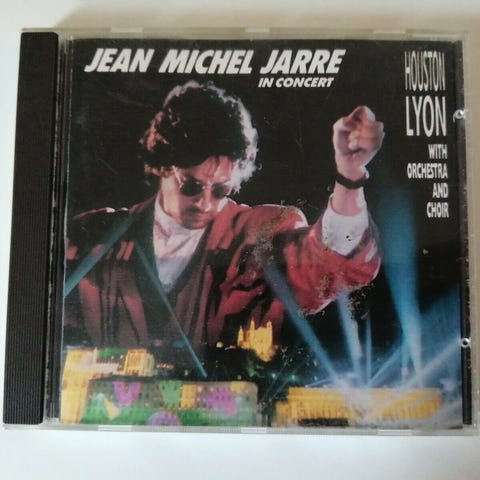 JEAN MICHEL JARRE
IN CONCERT
HOUSTON
LYON
WITH
ORCHESTRA
AND
CHOIR